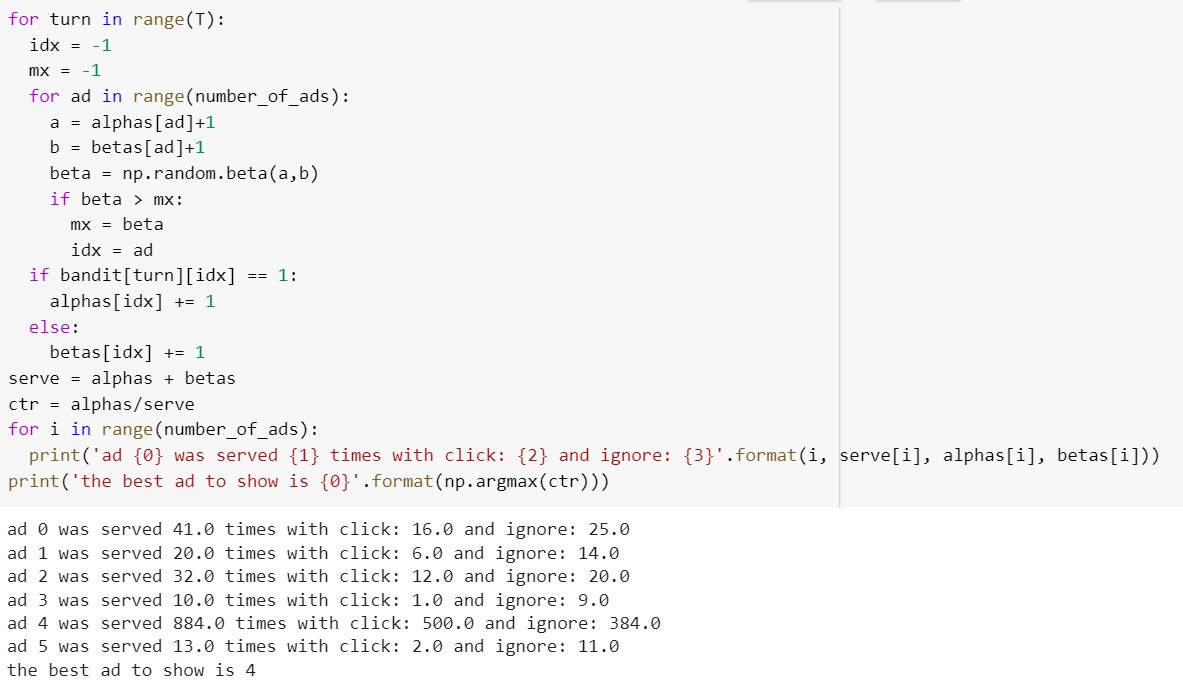 for turn in range(T):
  idx = -1
  mx = -1
  for ad in range(number_of_ads):
    a = alphas[ad]+1
    b = betas[ad]+1
    beta = np.random.beta(a,b)
    if beta > mx:
      mx = beta
      idx = ad
  if bandit[turn][idx] == 1:
    alphas[idx] += 1
  else:
    betas[idx] += 1
serve = alphas + betas
ctr = alphas/serve
for i in range(number_of_ads):
  print('ad {0} was served {1} times with click: {2} and ignore: {3}'.format(i, serve[i], alphas[i], betas[i]))
print('the best ad to show is {0}'.format(np.argmax(ctr)))
ad 0 was served 41.0 times with click: 16.0 and ignore: 25.0
ad 1 was served 20.0 times with click: 6.0 and ignore: 14.0
ad 2 was served 32.0 times with click: 12.0 and ignore: 20.0
ad 3 was served 10.0 times with click: 1.0 and ignore: 9.0
ad 4 was served 884.0 times with click: 500.0 and ignore: 384.0
ad 5 was served 13.0 times with click: 2.0 and ignore: 11.0
the best ad to show is 4